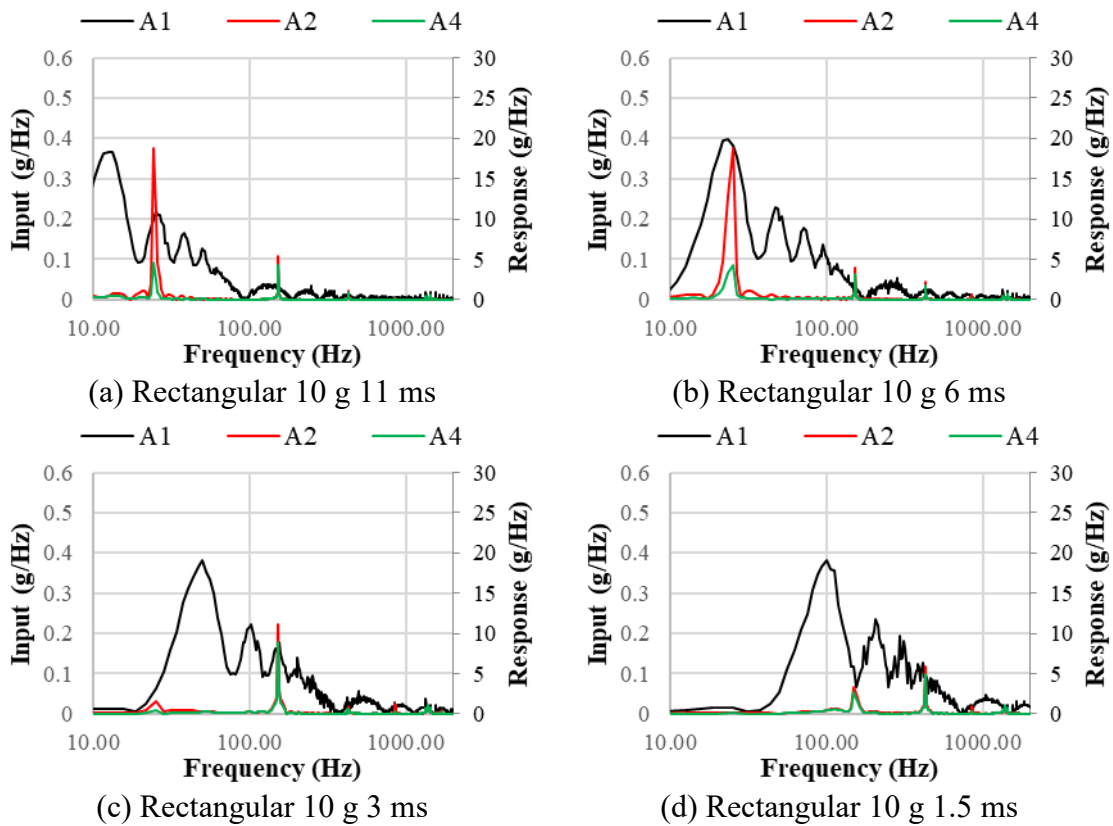 A1 A2 A4
0.6 30
0.5 25
0.4 20
0.3 15
0.2 10
0.1 5
0 0
Input (g/Hz)
Response (g/Hz)
10.00 100.00 1000.00
Frequency (Hz)
(a) Rectangular 10 g 11 ms
A1 A2 A4
0.6 30
0.5 25
0.4 20
0.3 15
0.2 10
0.1 5
0 0
Input (g/Hz)
Response (g/Hz)
10.00 100.00 1000.00
Frequency (Hz)
(b) Rectangular 10 g 6 ms
A1 A2 A4
0.6 30
0.5 25
0.4 20
0.3 15
0.2 10
0.1 5
0 0
Input (g/Hz)
Response (g/Hz)
10.00 100.00 1000.00
Frequency (Hz)
(c) Rectangular 10 g 3 ms
A1 A2 A4
0.6 30
0.5 25
0.4 20
0.3 15
0.2 10
0.1 5
0 0
Input (g/Hz)
Response (g/Hz)
10.00 100.00 1000.00
Frequency (Hz)
(d) Rectangular 10 g 1.5 ms